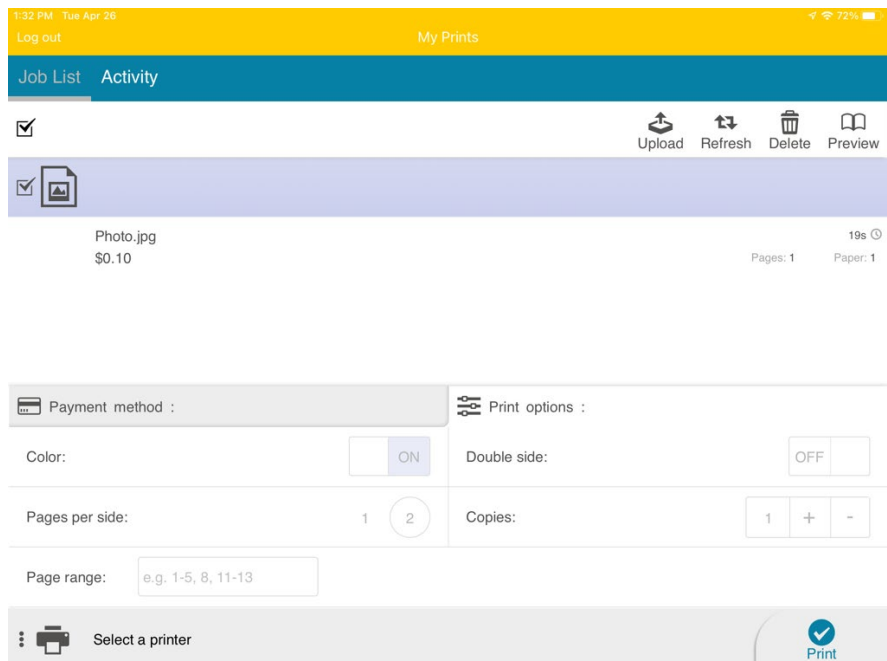 1:32 PM Tue Apr 26 72%
Log out My Prints
Job List Activity
Upload Refresh Delete Preview
Photo.jpg 19s
$0.10 Pages: 1 Paper: 1
Payment method : Print options :
Color: ON Double side: OFF
Pages per side: 1 2 Copies: 1 + -
Page range: e.g. 1-5, 8, 11-13
Select a printer Print